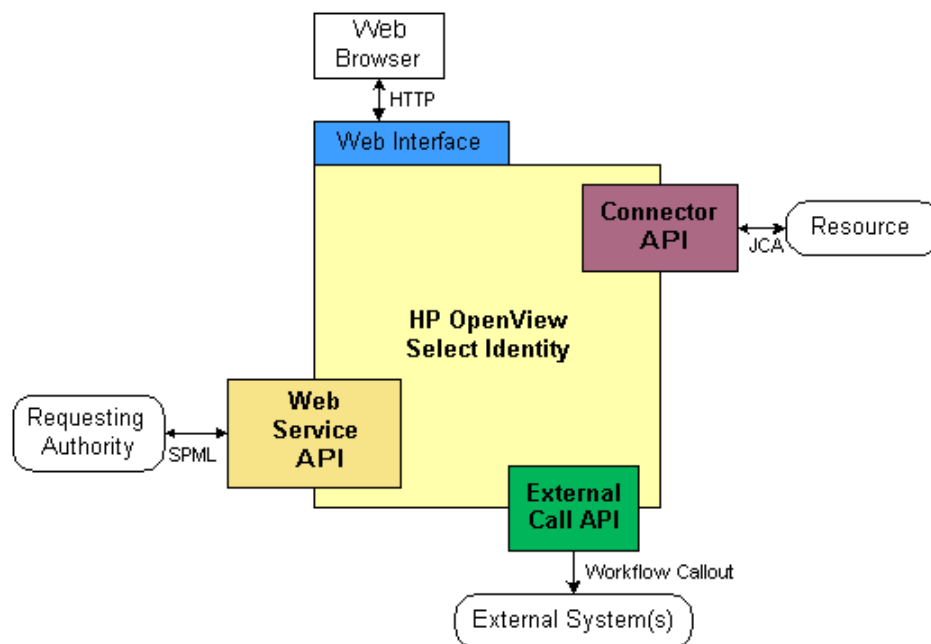 Web
Browser
HTTP
Web Interface
Connector
API
JCA
Resource
HP OpenView
Select Identity
Requesting
Authority
SPML
Web
Service
API
External
Call API
Workflow Callout
External System(s)